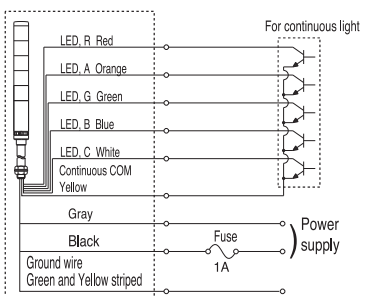 For continuous light
LED, R Red
LED, A Orange
LED, G Green
LED, B Blue
LED, C White
Continuous COM
Yellow
Gray
Black
Fuse
1A
Power
supply
Ground wire
Green and Yellow striped